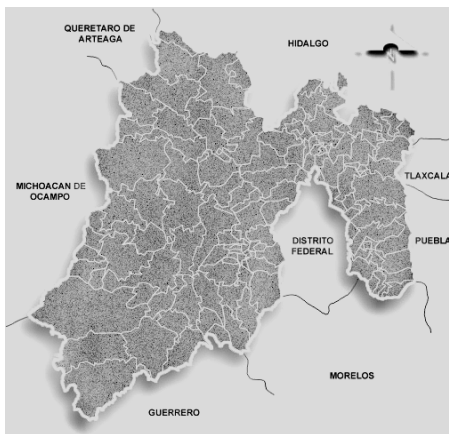 QUERETARO DE
ARTEAGA
HIDALGO
TLAXCALA
MICHOACAN DE
OCAMPO
DISTRITO
FEDERAL
PUEBLA
MORELOS
GUERRERO